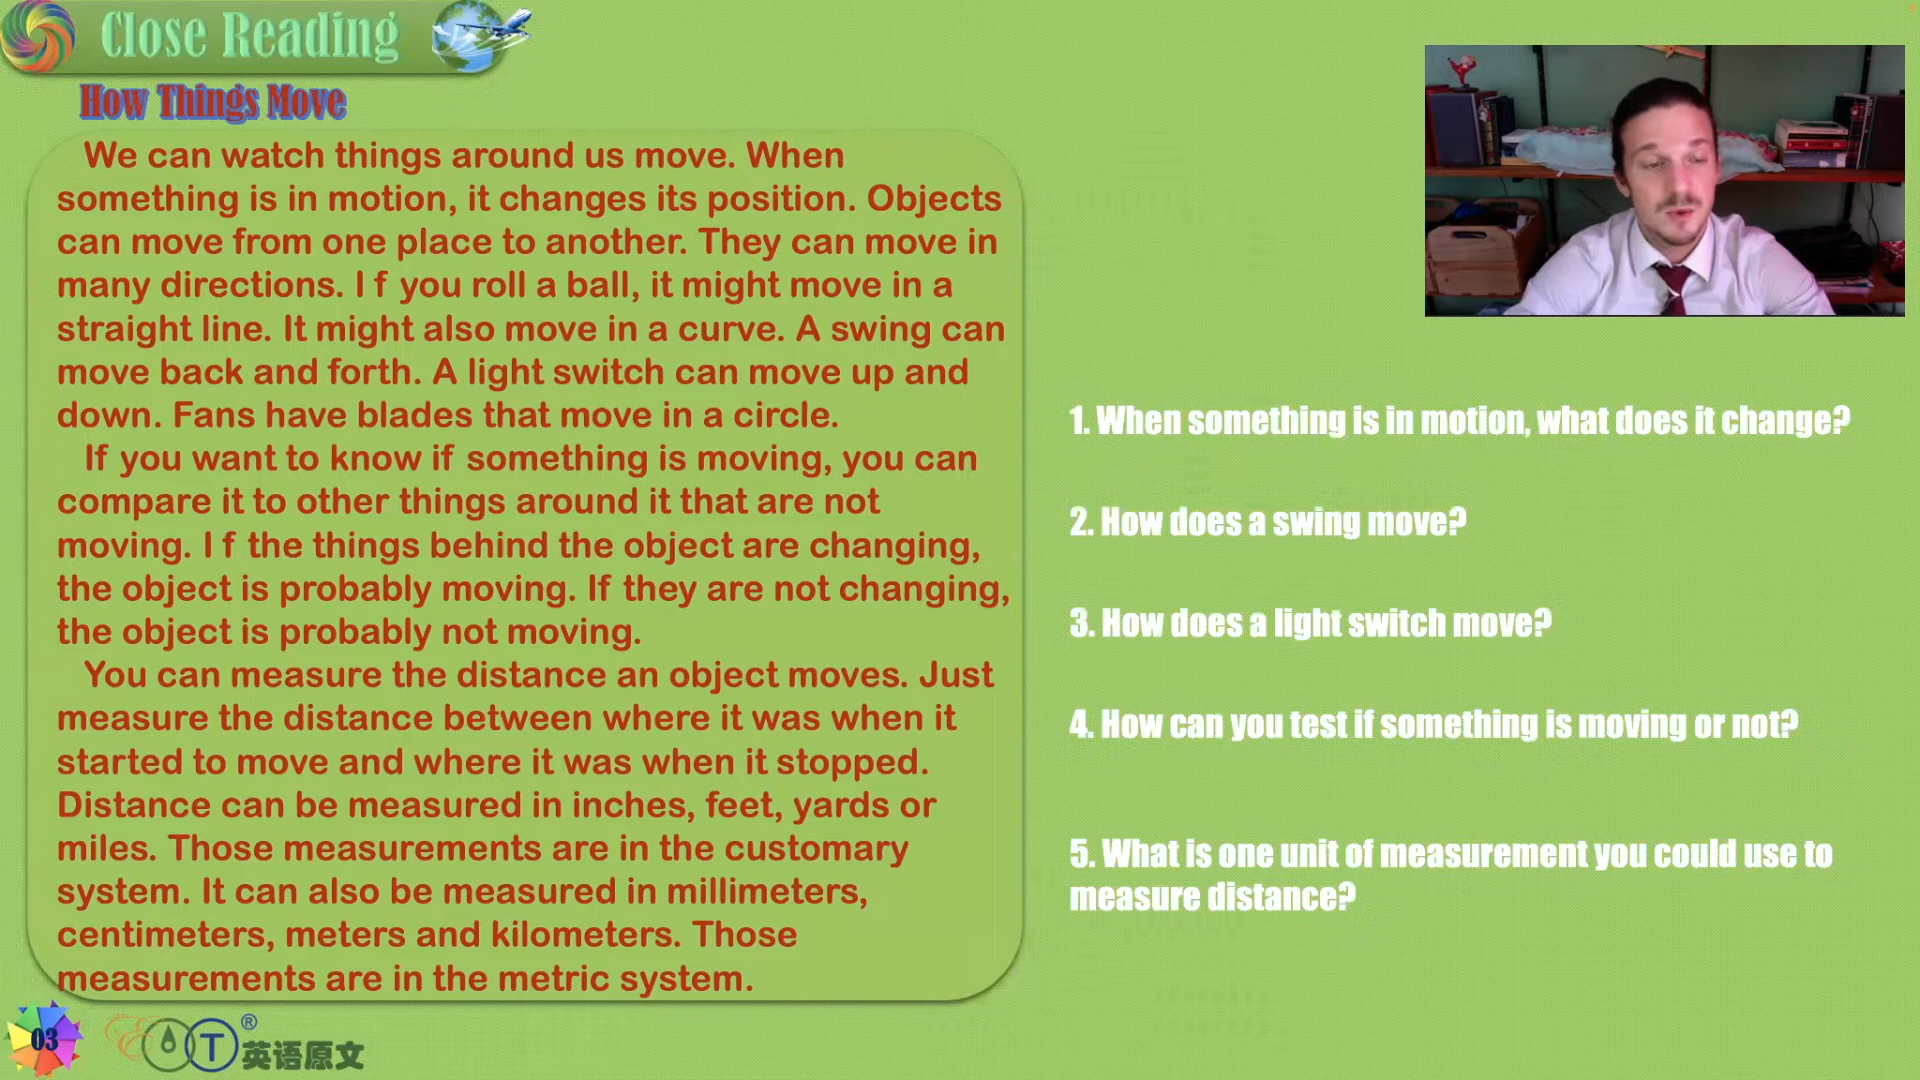 Close Reading
How Things Move
We can watch things around us move. When
something is in motion, it changes its position. Objects
can move from one place to another. They can move in
many directions. I f you roll a ball, it might move in a
straight line. It might also move in a curve. A swing can
move back and forth. A light switch can move up and
down. Fans have blades that move in a circle.
If you want to know if something is moving, you can
compare it to other things around it that are not
moving. I f the things behind the object are changing,
the object is probably moving. If they are not changing,
the object is probably not moving.
You can measure the distance an object moves. Just
measure the distance between where it was when it
started to move and where it was when it stopped.
Distance can be measured in inches, feet, yards or
miles. Those measurements are in the customary
system. It can also be measured in millimeters,
centimeters, meters and kilometers. Those
measurements are in the metric system.
1. When something is in motion, what does it change?
2. How does a swing move?
3. How does a light switch move?
4. How can you test if something is moving or not?
5. What is one unit of measurement you could use to
measure distance?
03
T® 英语原文